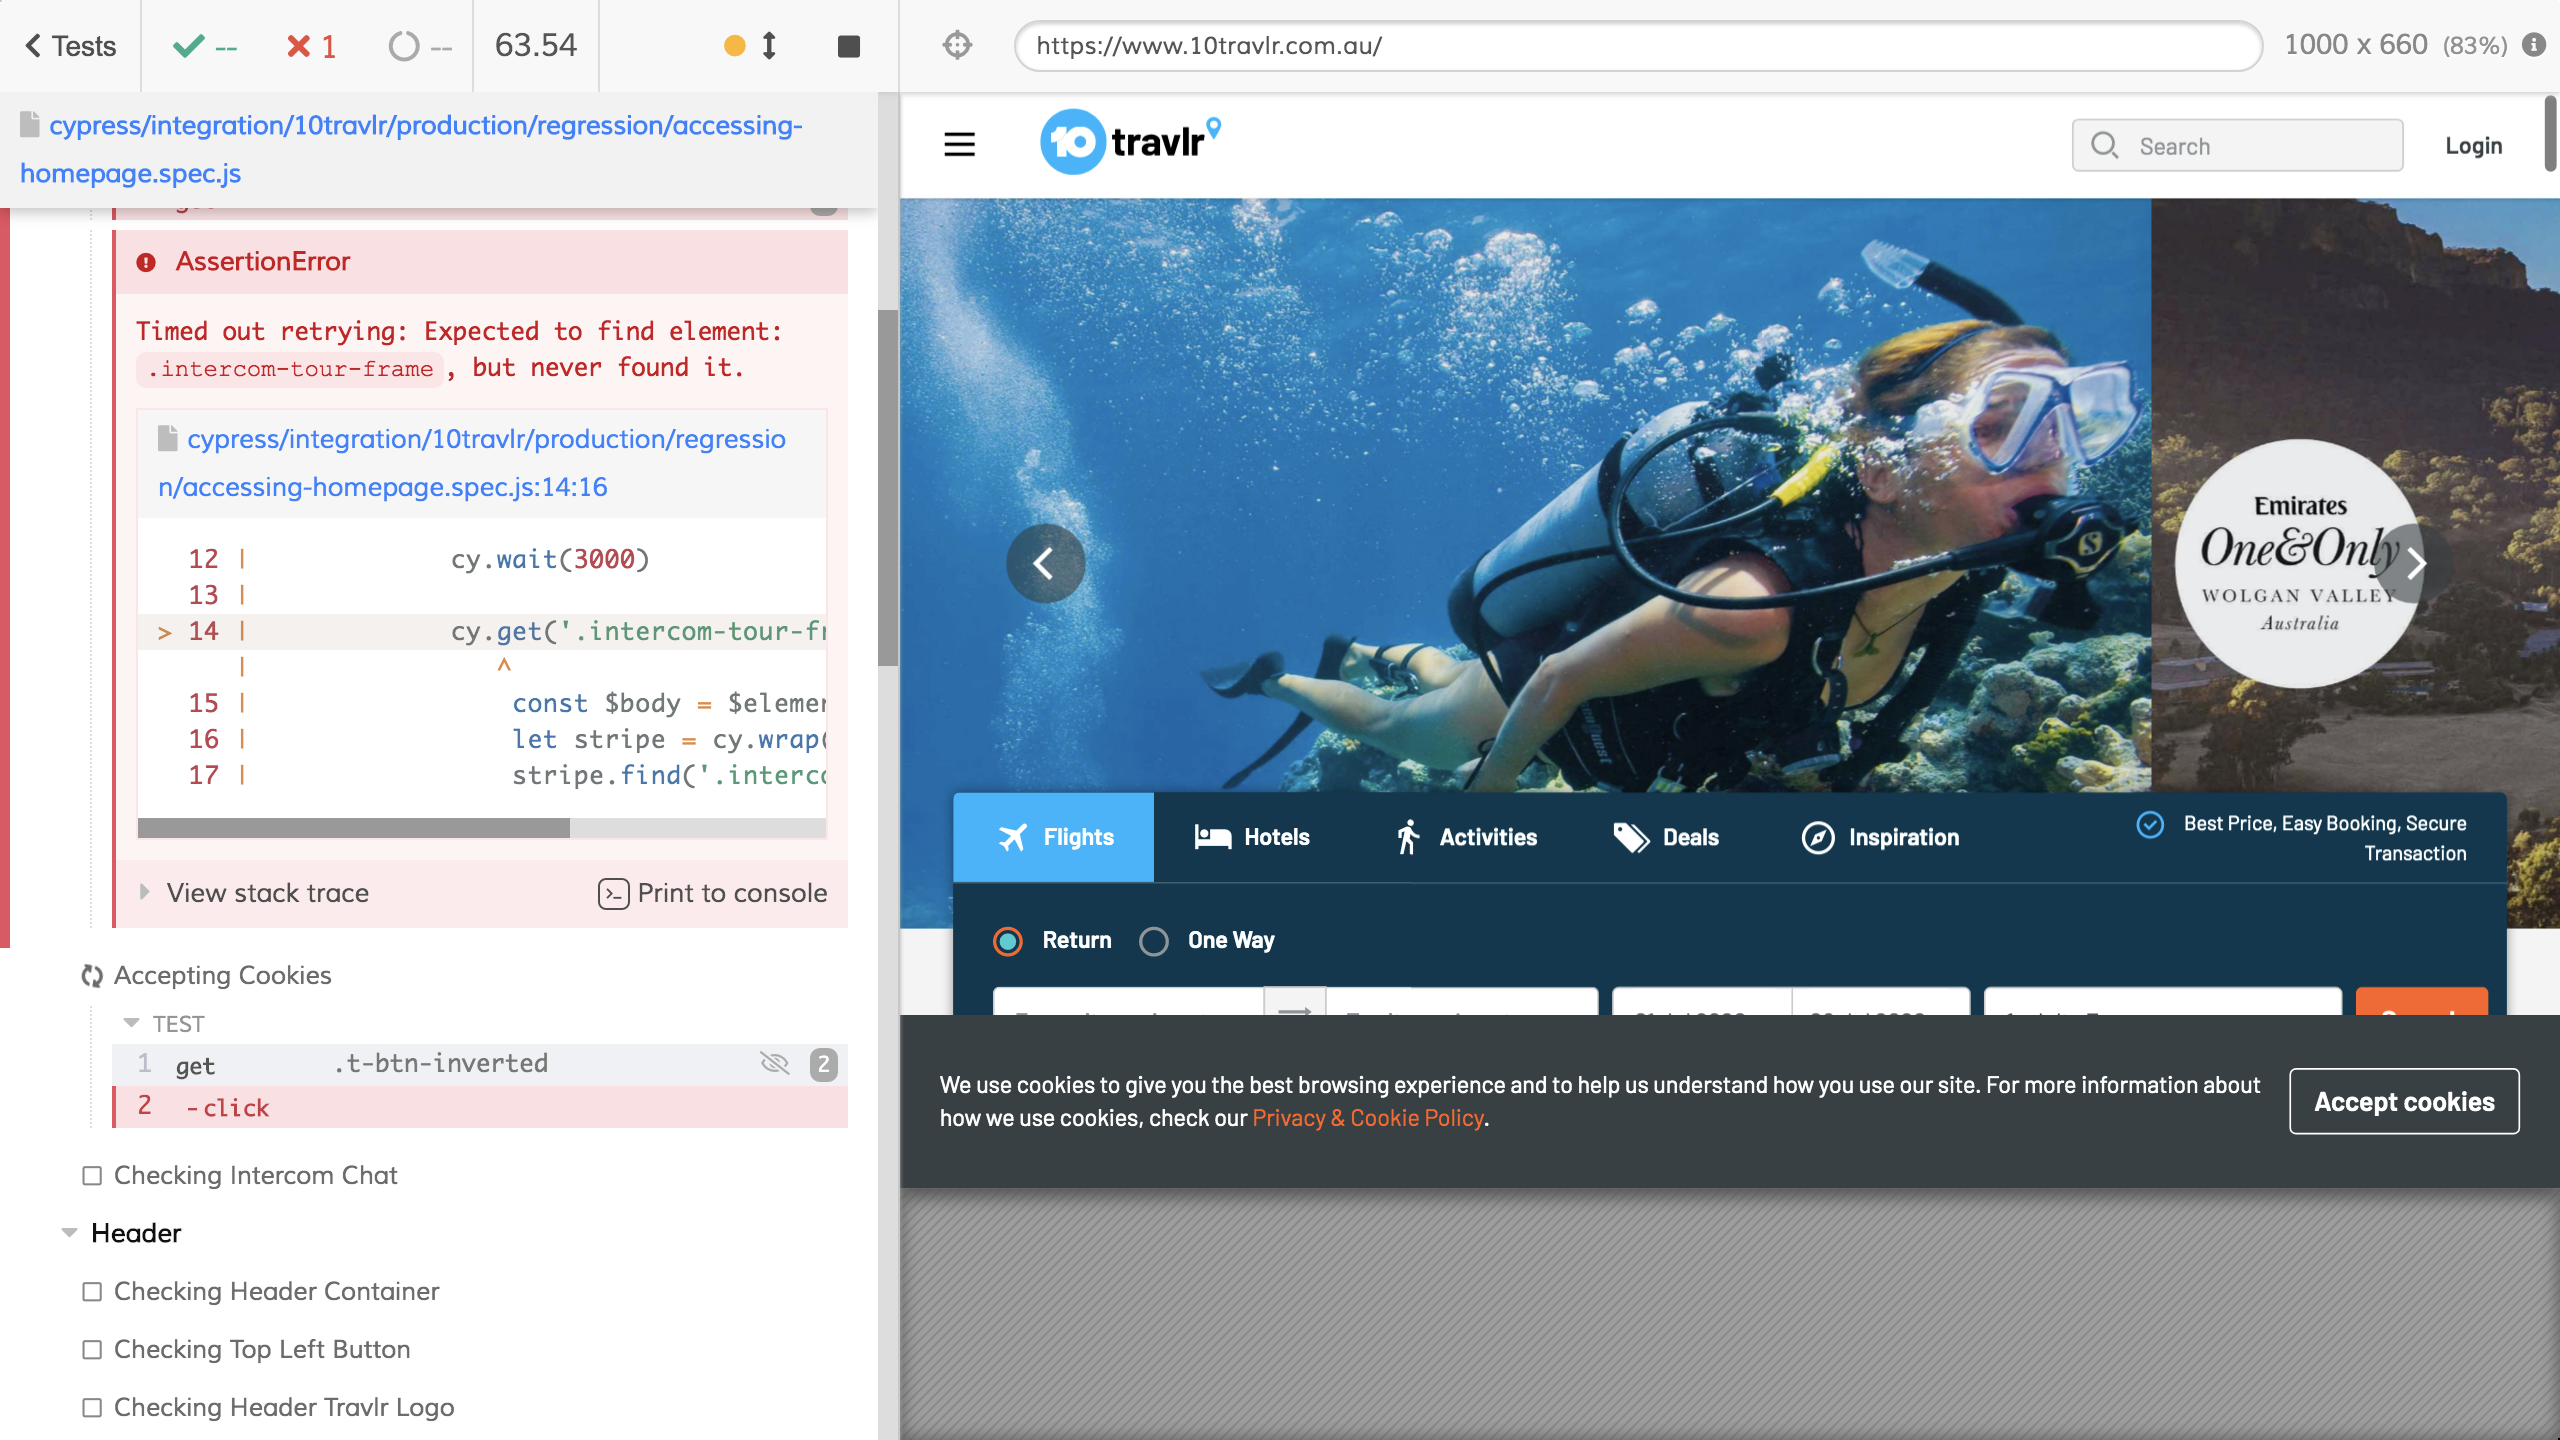 Tests
--
1
--
63.54
https://www.10travlr.com.au/
1000 x 660 (83%)
cypress/integration/10travlr/production/regression/accessing-
homepage.spec.js
AssertionError
Timed out retrying: Expected to find element:
.intercom-tour-frame, but never found it.
cypress/integration/10travlr/production/regressio
n/accessing-homepage.spec.js:14:16
12 | cy.wait(3000)
13 |
> 14 | cy.get('.intercom-tour-fr
| ^
15 | const $body = $elemen
16 | let stripe = cy.wrap(
17 | stripe.find('.interco
View stack trace
Print to console
Accepting Cookies
TEST
1 get .t-btn-inverted 2
2 -click
Checking Intercom Chat
Header
Checking Header Container
Checking Top Left Button
Checking Header Travlr Logo
10 travlr
Search
Login
Emirates
One&Only
WOLGAN VALLEY
Australia
Flights
Hotels
Activities
Deals
Inspiration
Best Price, Easy Booking, Secure
Transaction
Return
One Way
We use cookies to give you the best browsing experience and to help us understand how you use our site. For more information about
how we use cookies, check our Privacy & Cookie Policy.
Accept cookies